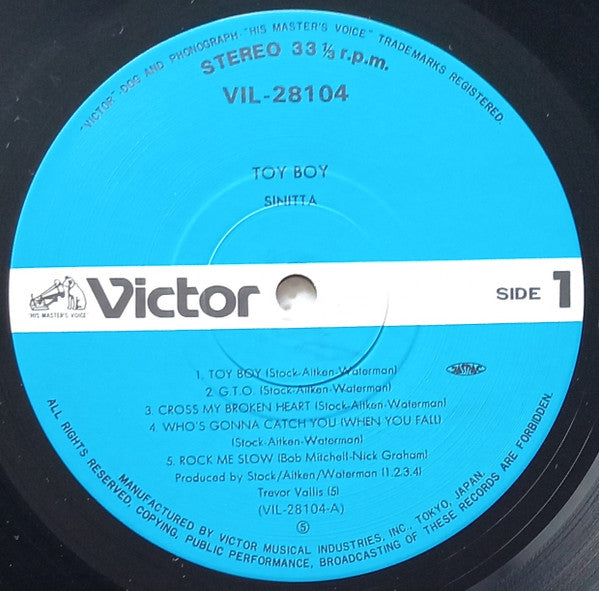 "VICTOR"-DOG AND PHONOGRAPH-"HIS MASTER'S VOICE" TRADEMARKS REGISTERED.
STEREO 33 ⅓ r.p.m.
VIL-28104
TOY BOY
SINITTA
"HIS MASTER'S VOICE"
Victor
SIDE 1
1. TOY BOY (Stock-Aitken-Waterman)
2. G.T.O. (Stock-Aitken-Waterman)
3. CROSS MY BROKEN HEART (Stock-Aitken-Waterman)
4. WHO'S GONNA CATCH YOU (WHEN YOU FALL)
(Stock-Aitken-Waterman)
5. ROCK ME SLOW (Bob Mitchell-Nick Graham)
Produced by Stock/Aitken/Waterman (1.2.3.4)
Trevor Vallis (5)
(VIL-28104-A)
⑤
JASRAC
ALL RIGHTS RESERVED, COPYING, PUBLIC PERFORMANCE, BROADCASTING OF THESE RECORDS ARE FORBIDDEN.
MANUFACTURED BY VICTOR MUSICAL INDUSTRIES, INC., TOKYO, JAPAN.